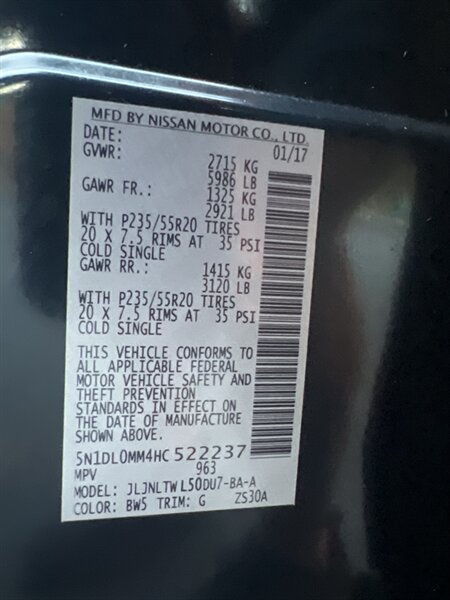 MFD BY NISSAN MOTOR CO., LTD.
DATE: 01/17
GVWR: 2715 KG
5986 LB
GAWR FR.: 1325 KG
2921 LB
WITH P235/55R20 TIRES
20 X 7.5 RIMS AT 35 PSI
COLD SINGLE
GAWR RR.: 1415 KG
3120 LB
WITH P235/55R20 TIRES
20 X 7.5 RIMS AT 35 PSI
COLD SINGLE
THIS VEHICLE CONFORMS TO
ALL APPLICABLE FEDERAL
MOTOR VEHICLE SAFETY AND
THEFT PREVENTION
STANDARDS IN EFFECT ON
THE DATE OF MANUFACTURE
SHOWN ABOVE.
5N1DL0MM4HC 522237
MPV 963
MODEL: JLJNLTW L50DU7-BA-A
COLOR: BW5 TRIM: G ZS30A